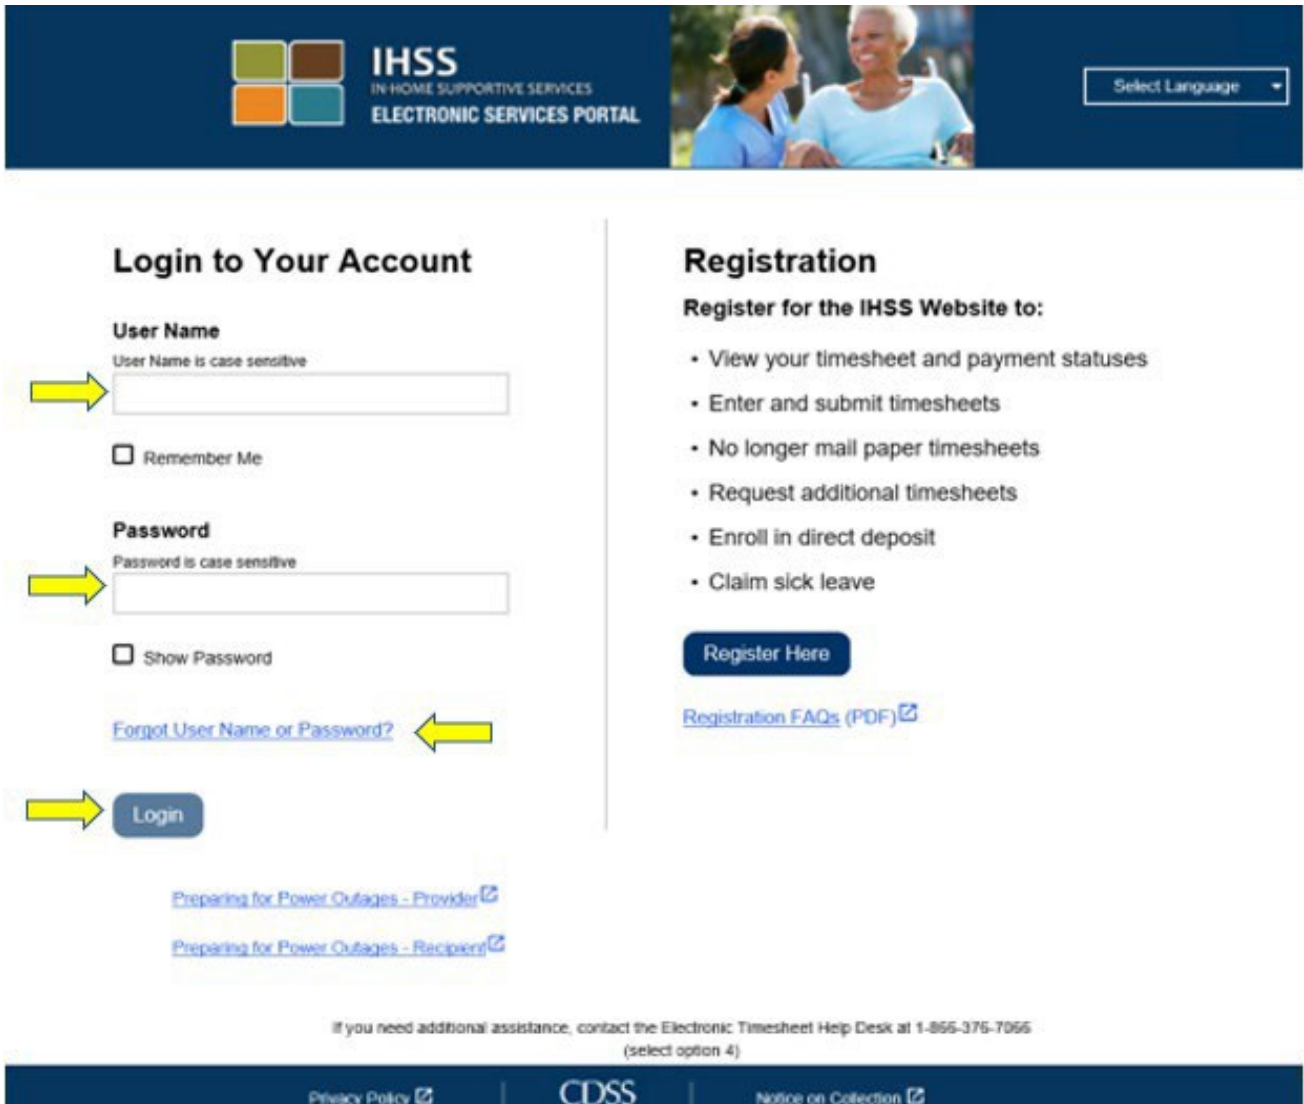 IHSS
IN-HOME SUPPORTIVE SERVICES
ELECTRONIC SERVICES PORTAL
Select Language
Login to Your Account
User Name
User Name is case sensitive
Remember Me
Password
Password is case sensitive
Show Password
Forgot User Name or Password?
Login
Registration
Register for the IHSS Website to:
• View your timesheet and payment statuses
• Enter and submit timesheets
• No longer mail paper timesheets
• Request additional timesheets
• Enroll in direct deposit
• Claim sick leave
Register Here
Registration FAQs (PDF)
Preparing for Power Outages - Provider
Preparing for Power Outages - Recipient
If you need additional assistance, contact the Electronic Timesheet Help Desk at 1-866-376-7066
(select option 4)
Privacy Policy
CDSS
Notice on Collection